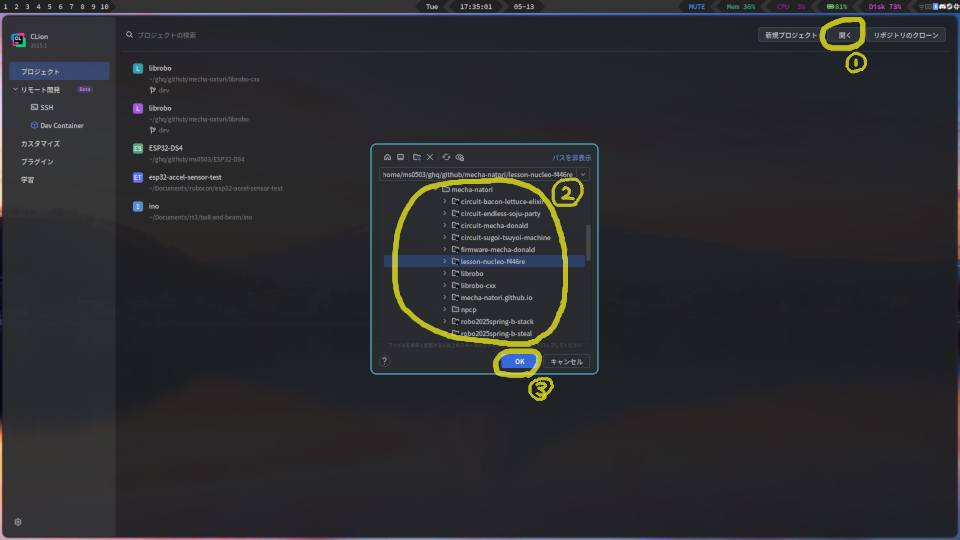 1 2 3 4 5 6 7 8 9 10
Tue 17:35:01 05-13
MUTE Mem 36% CPU 3% 81% Disk 73%
CLion
2025.1
プロジェクトの検索
新規プロジェクト 開く リポジトリのクローン
①
プロジェクト
リモート開発 Beta
SSH
Dev Container
カスタマイズ
プラグイン
学習
L librobo
~/ghq/github/mecha-natori/librobo-cxx
dev
L librobo
~/ghq/github/mecha-natori/librobo
dev
ES ESP32-DS4
~/ghq/github/ms0503/ESP32-DS4
ET esp32-accel-sensor-test
~/Documents/robocon/esp32-accel-sensor-test
I ino
~/Documents/rt3/ball-and-beam/ino
パスを非表示
home/ms0503/ghq/github/mecha-natori/lesson-nucleo-f446re
②
mecha-natori
circuit-bacon-lettuce-elixir
circuit-endless-soju-party
circuit-mecha-donald
circuit-sugoi-tsuyoi-machine
firmware-mecha-donald
lesson-nucleo-f446re
librobo
librobo-cxx
mecha-natori.github.io
npcp
robo2025spring-b-stack
robo2025spring-b-steal
? OK キャンセル
③